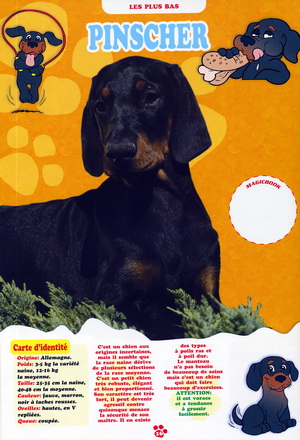 LES PLUS BAS
PINSCHER
MAGICBOOK
Carte d'identité
Origine: Allemagne.
Poids: 3-5 kg la variété
naine, 12-16 kg
la moyenne.
Taille: 25-35 cm la naine,
40-48 cm la moyenne.
Couleur: fauve, marron,
noir à taches rousses.
Oreilles: hautes, en V
repliées.
Queue: coupée.
C'est un chien aux
origines incertaines,
mais il semble que
la race naine dérive
de plusieurs sélections
de la race moyenne.
C'est un petit chien
très robuste, élégant
et bien proportionné.
Son caractère est très
fort, il peut devenir
agressif contre
quiconque menace
la sécurité de son
maître. Il en existe
des types
à poils ras et
à poil dur.
Le manteau
n'a pas besoin
de beaucoup de soins
mais c'est un chien
qui doit faire
beaucoup d'exercices.
ATTENTION:
il est vorace
et a tendance
à grossir
facilement.